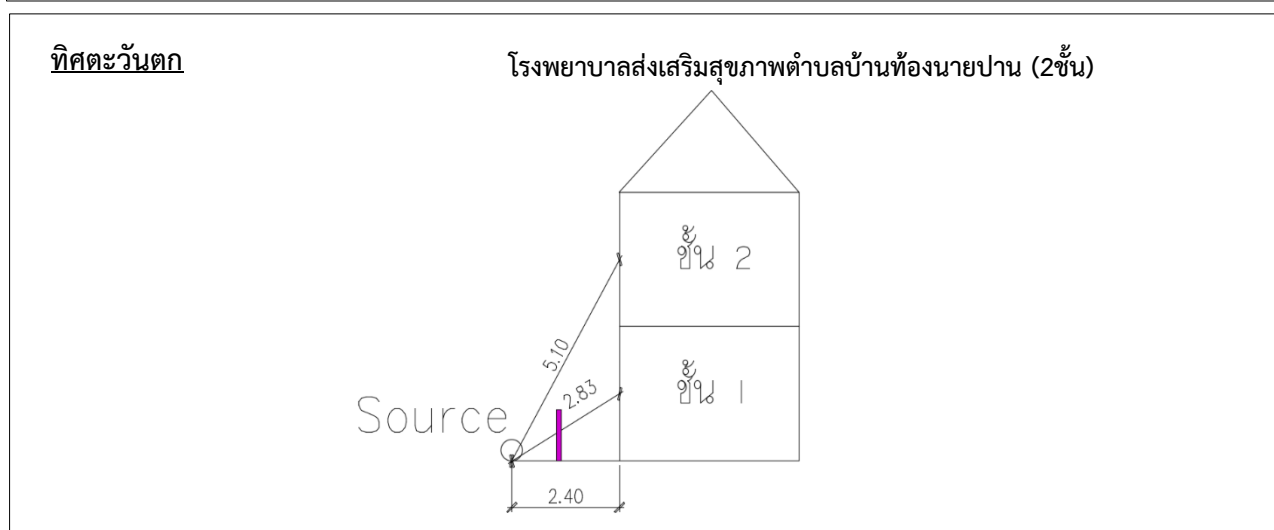 ทิศตะวันตก
โรงพยาบาลส่งเสริมสุขภาพตำบลบ้านท้องนายปาน (2ชั้น)
ชั้น 2
5.10
2.83
ชั้น 1
Source
2.40